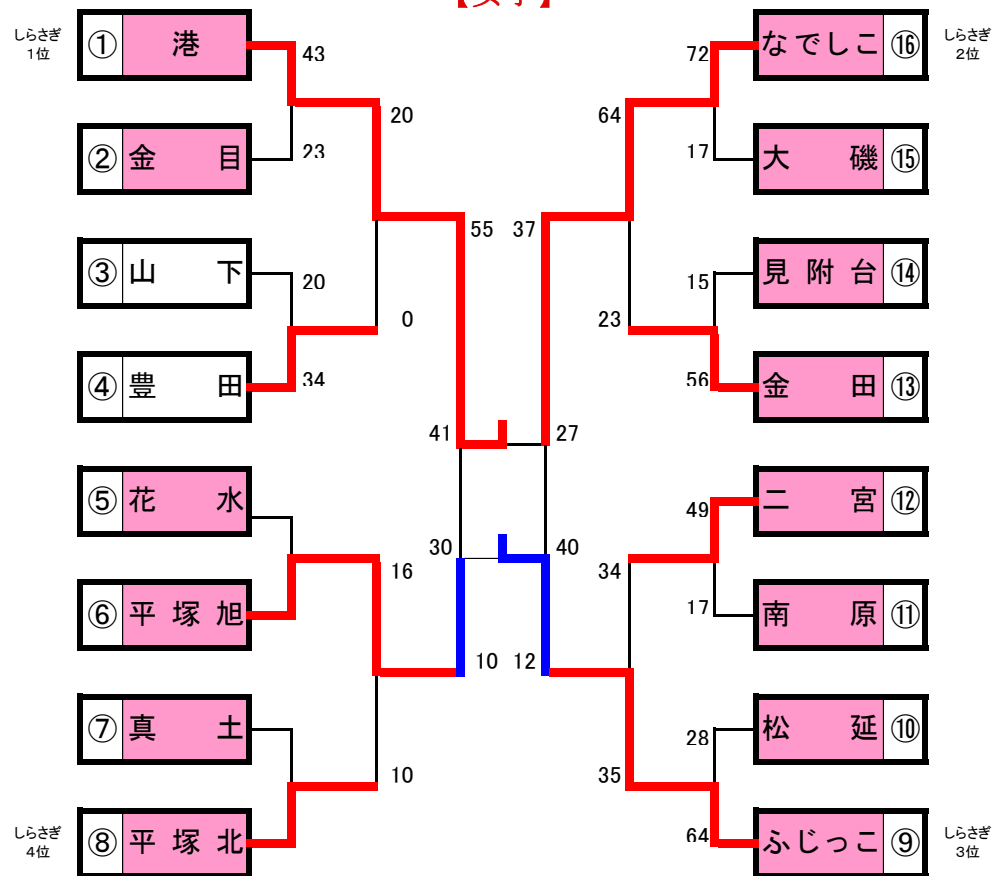 【女子】
しらさぎ
1位
① 港
43
20
② 金目
23
55
③ 山下
20
0
④ 豊田
34
41
⑤ 花水
30
16
⑥ 平塚旭
10
⑦ 真土
10
しらさぎ
4位
⑧ 平塚北
なでしこ ⑯
しらさぎ
2位
72
64
大磯 ⑮
17
37
見附台 ⑭
15
23
金田 ⑬
56
27
二宮 ⑫
49
40
34
南原 ⑪
17
12
松延 ⑩
28
35
ふじっこ ⑨
64
しらさぎ
3位